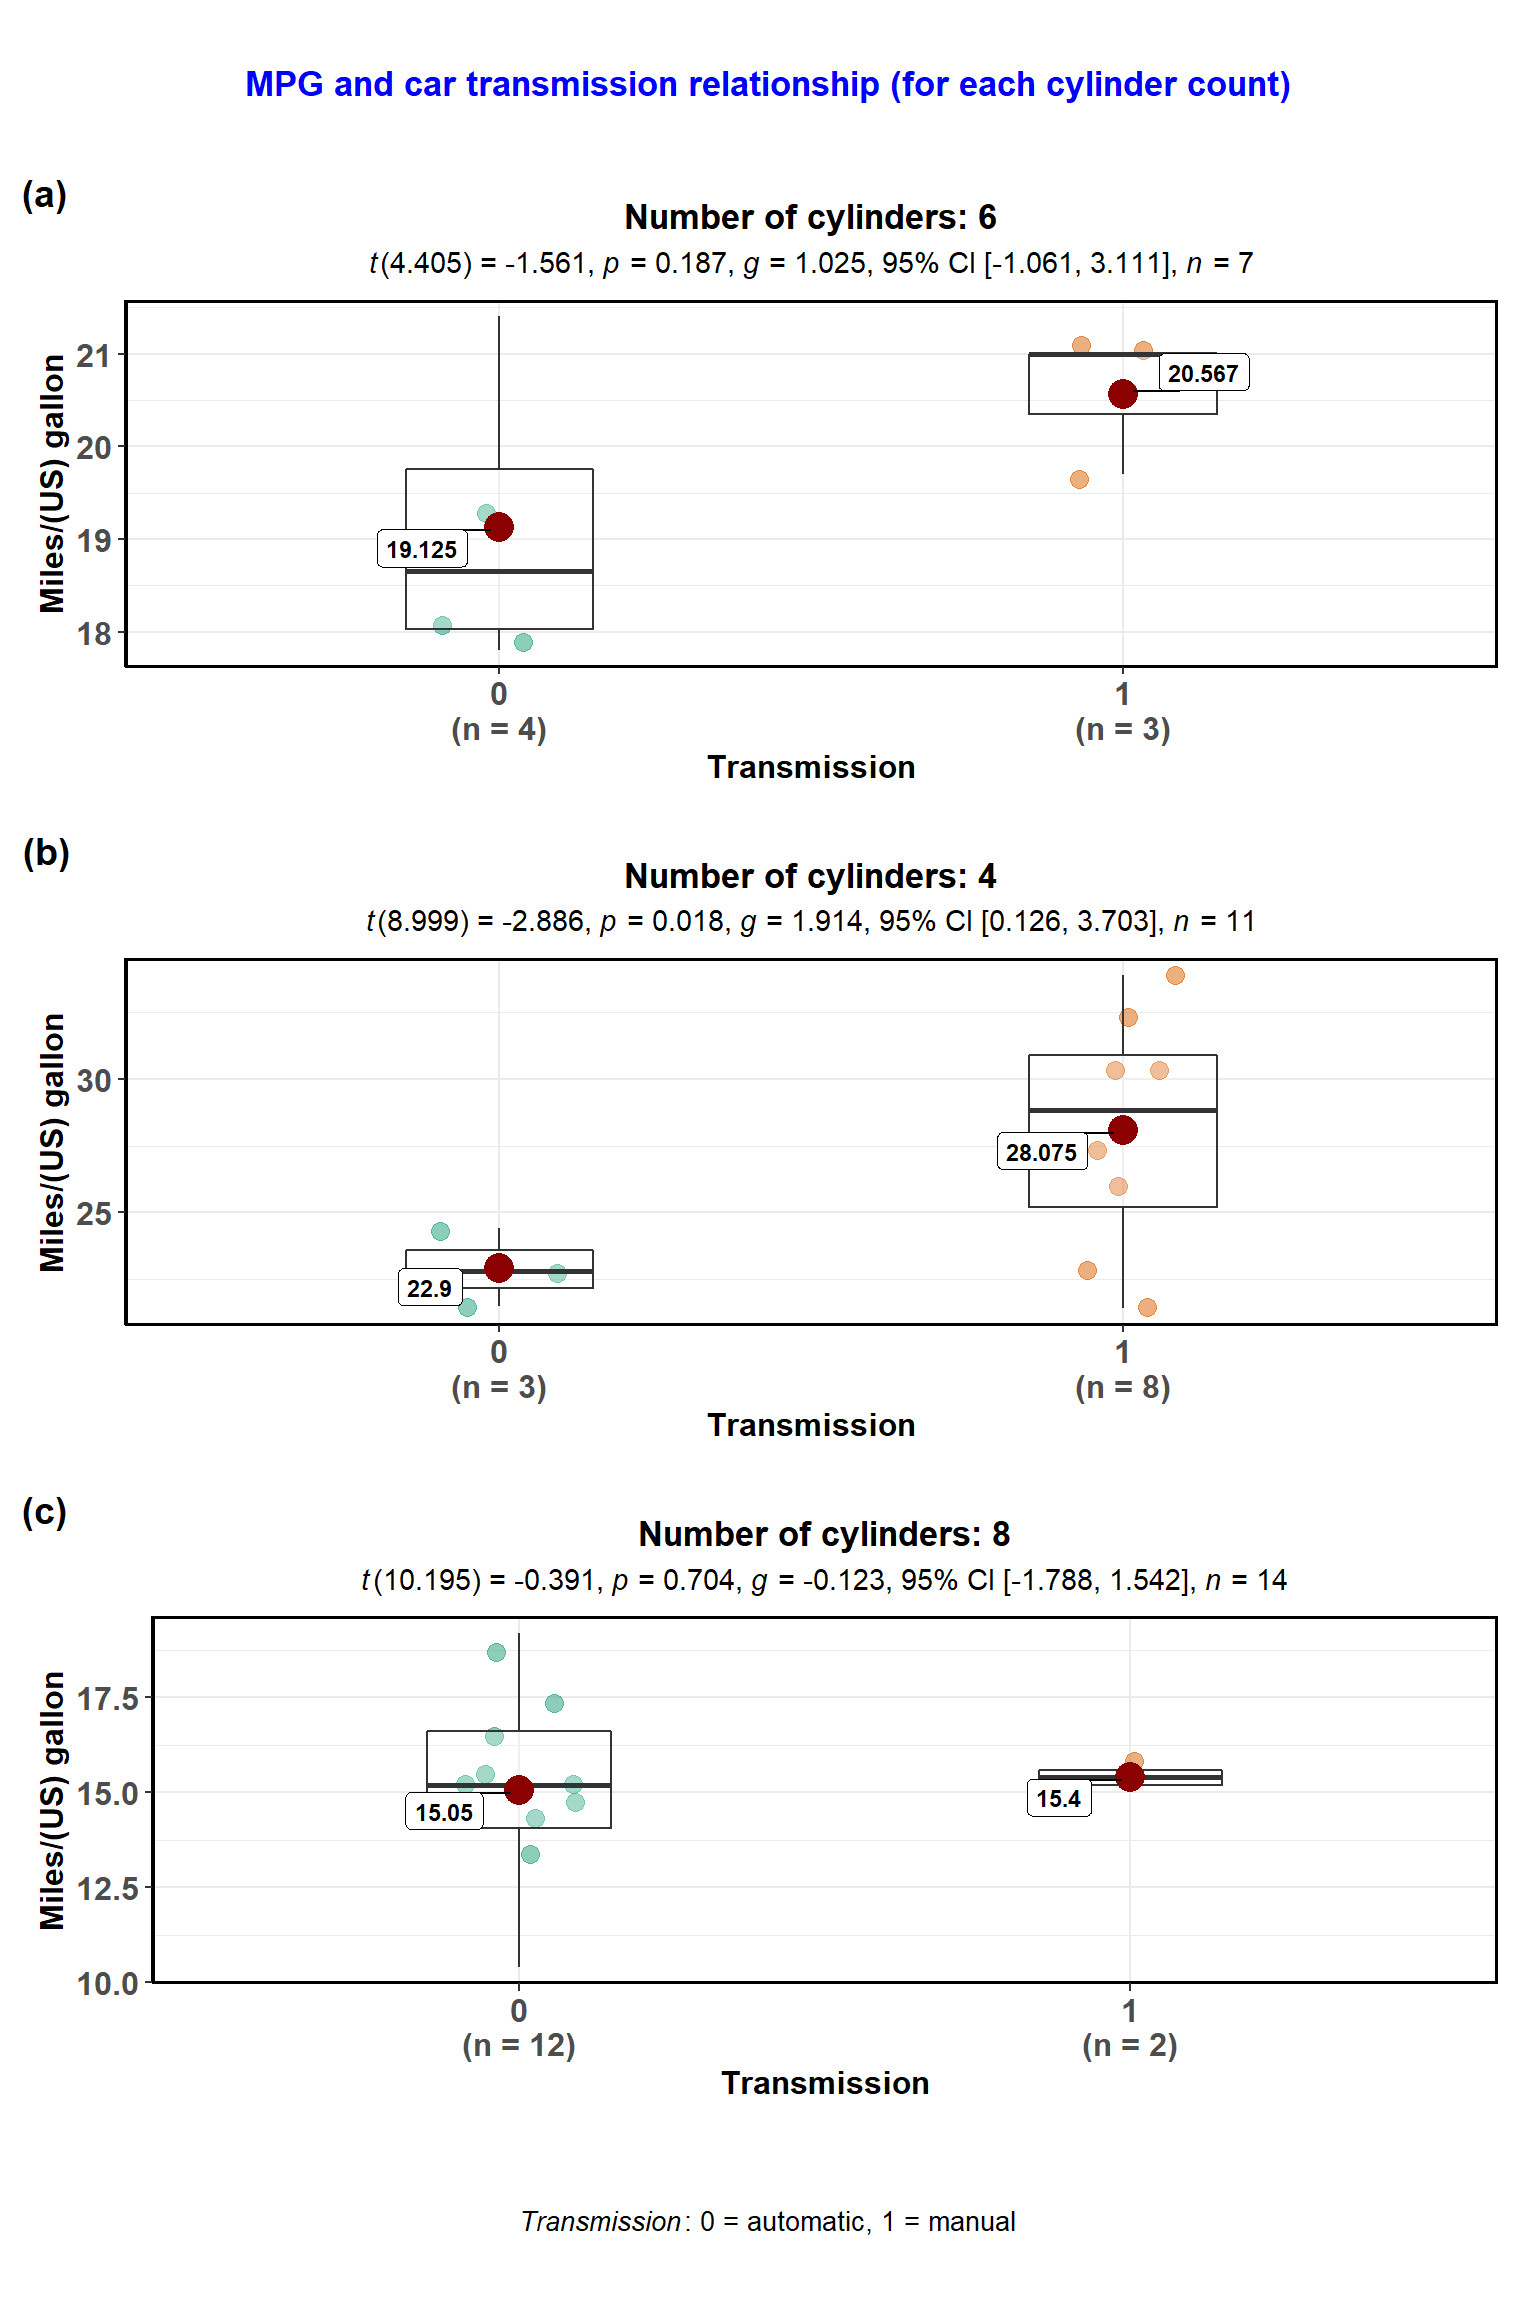 MPG and car transmission relationship (for each cylinder count)
(a)
Number of cylinders: 6
t(4.405) = -1.561, p = 0.187, g = 1.025, 95% CI [-1.061, 3.111], n = 7
Miles/(US) gallon
21
20
19
18
19.125
20.567
0
(n = 4)
1
(n = 3)
Transmission
(b)
Number of cylinders: 4
t(8.999) = -2.886, p = 0.018, g = 1.914, 95% CI [0.126, 3.703], n = 11
Miles/(US) gallon
30
25
28.075
22.9
0
(n = 3)
1
(n = 8)
Transmission
(c)
Number of cylinders: 8
t(10.195) = -0.391, p = 0.704, g = -0.123, 95% CI [-1.788, 1.542], n = 14
Miles/(US) gallon
17.5
15.0
12.5
10.0
15.05
15.4
0
(n = 12)
1
(n = 2)
Transmission
Transmission: 0 = automatic, 1 = manual